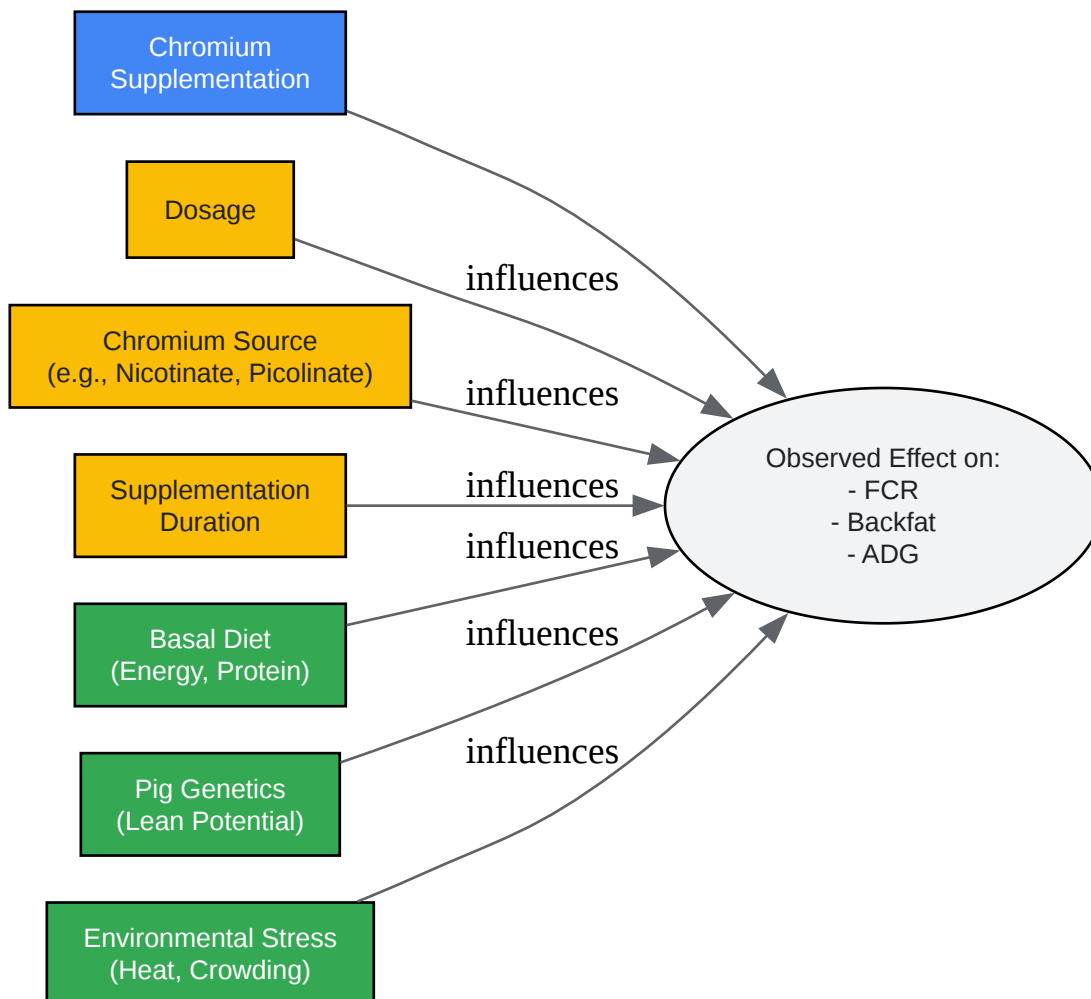 Chromium
Supplementation
Dosage
influences
Chromium Source
(e.g., Nicotinate, Picolinate)
influences
Supplementation
Duration
influences
Basal Diet
(Energy, Protein)
influences
Pig Genetics
(Lean Potential)
influences
Environmental Stress
(Heat, Crowding)
influences
Observed Effect on:
- FCR
- Backfat
- ADG